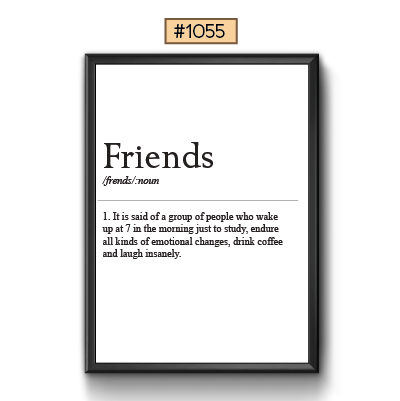 #1055
Friends
/frends/:noun
1. It is said of a group of people who wake
up at 7 in the morning just to study, endure
all kinds of emotional changes, drink coffee
and laugh insanely.